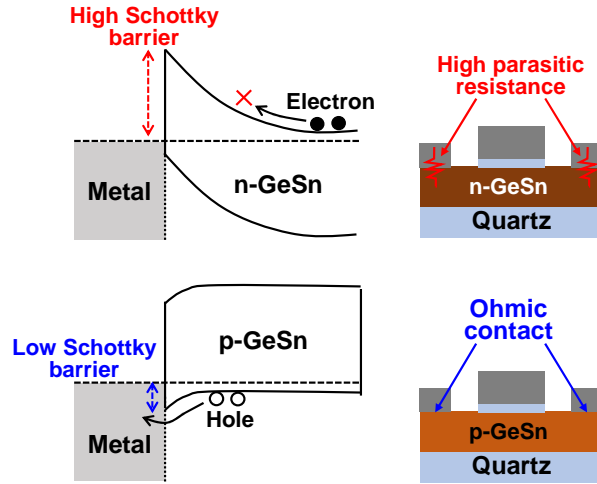 High Schottky
barrier
Electron
Metal
n-GeSn
High parasitic
resistance
n-GeSn
Quartz
Low Schottky
barrier
p-GeSn
Hole
Metal
Ohmic
contact
p-GeSn
Quartz